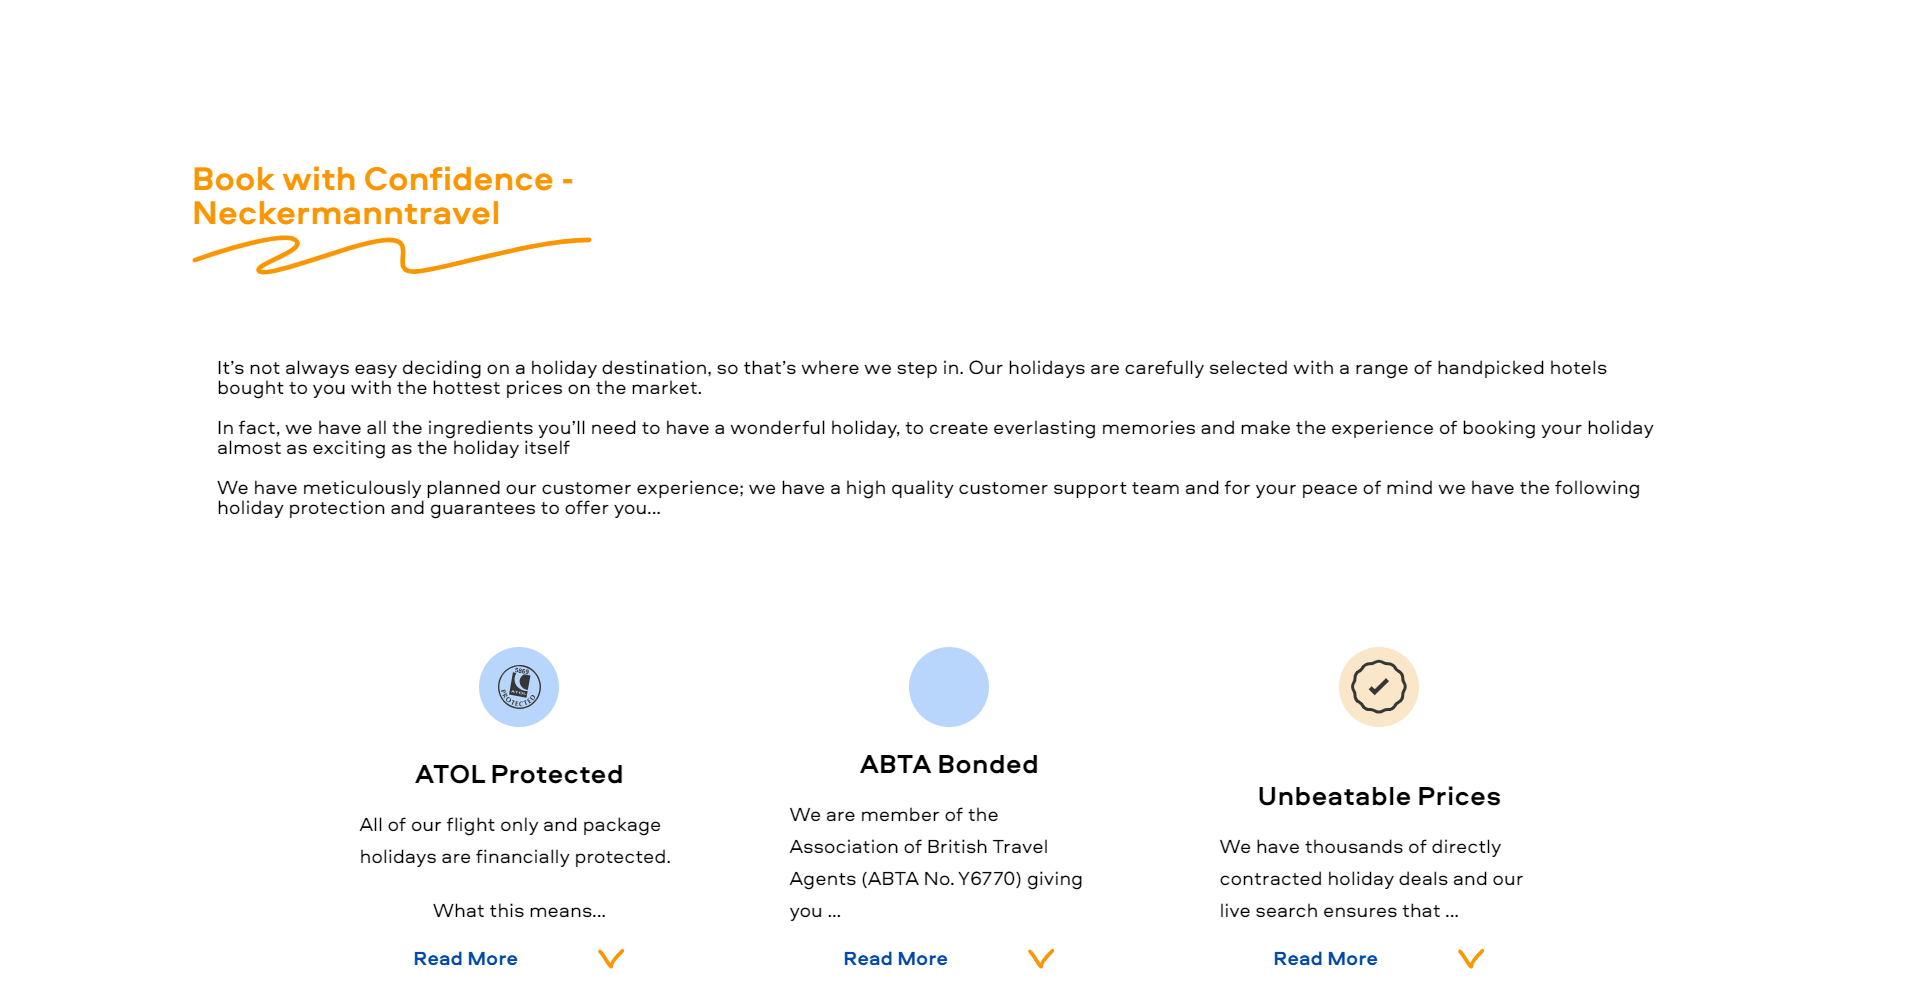 Book with Confidence -
Neckermanntravel
It’s not always easy deciding on a holiday destination, so that’s where we step in. Our holidays are carefully selected with a range of handpicked hotels
bought to you with the hottest prices on the market.
In fact, we have all the ingredients you’ll need to have a wonderful holiday, to create everlasting memories and make the experience of booking your holiday
almost as exciting as the holiday itself
We have meticulously planned our customer experience; we have a high quality customer support team and for your peace of mind we have the following
holiday protection and guarantees to offer you...
5869
ATOL
PROTECTED
ATOL Protected
All of our flight only and package
holidays are financially protected.
What this means...
Read More
ABTA Bonded
We are member of the
Association of British Travel
Agents (ABTA No. Y6770) giving
you ...
Read More
Unbeatable Prices
We have thousands of directly
contracted holiday deals and our
live search ensures that ...
Read More